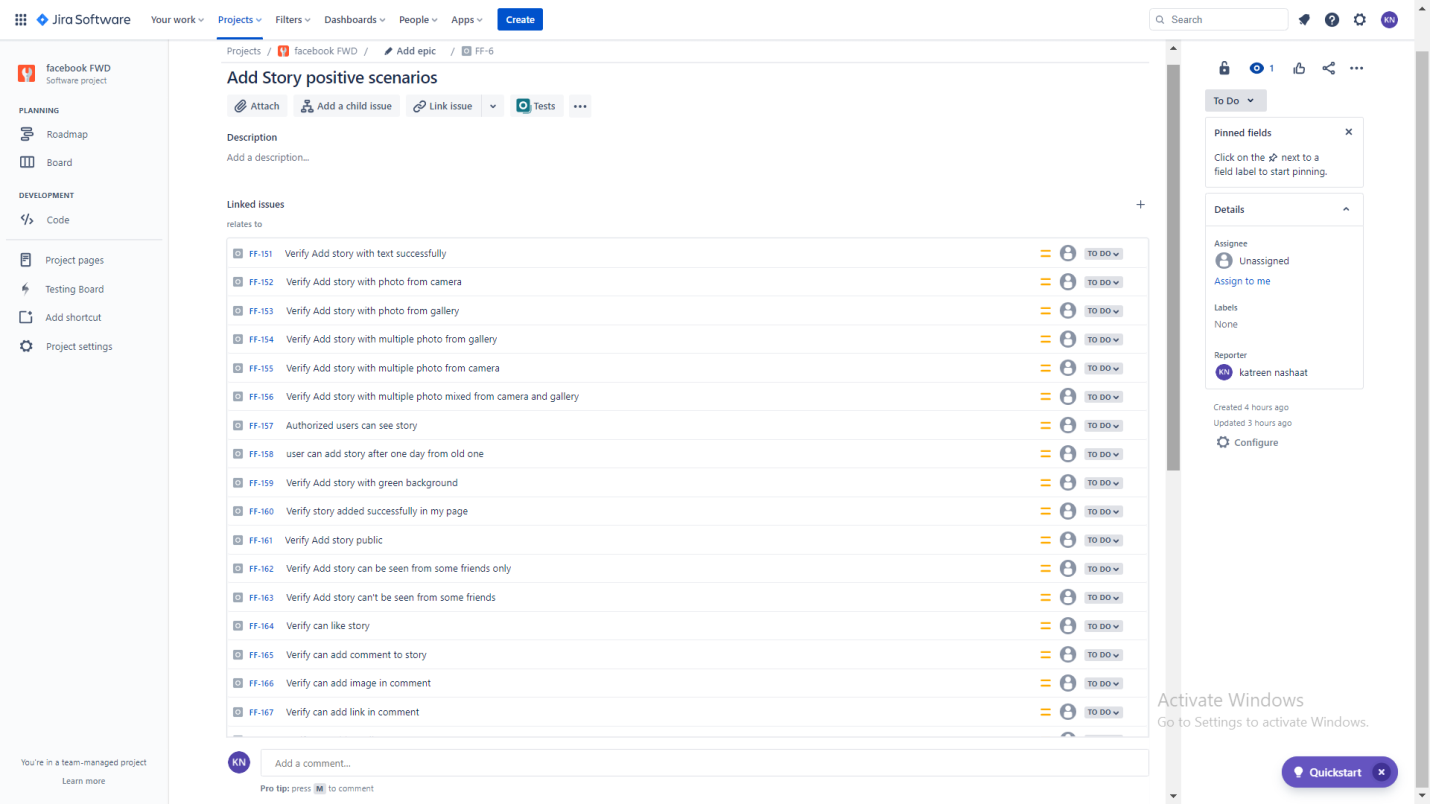 Jira Software
Your work
Projects
Filters
Dashboards
People
Apps
Create
Search
KN
facebook FWD
Software project
PLANNING
Roadmap
Board
DEVELOPMENT
Code
Project pages
Testing Board
Add shortcut
Project settings
You're in a team-managed project
Learn more
Projects / facebook FWD / Add epic / FF-6
Add Story positive scenarios
Attach
Add a child issue
Link issue
Tests
Description
Add a description...
Linked issues
relates to
FF-151 Verify Add story with text successfully TO DO
FF-152 Verify Add story with photo from camera TO DO
FF-153 Verify Add story with photo from gallery TO DO
FF-154 Verify Add story with multiple photo from gallery TO DO
FF-155 Verify Add story with multiple photo from camera TO DO
FF-156 Verify Add story with multiple photo mixed from camera and gallery TO DO
FF-157 Authorized users can see story TO DO
FF-158 user can add story after one day from old one TO DO
FF-159 Verify Add story with green background TO DO
FF-160 Verify story added successfully in my page TO DO
FF-161 Verify Add story public TO DO
FF-162 Verify Add story can be seen from some friends only TO DO
FF-163 Verify Add story can't be seen from some friends TO DO
FF-164 Verify can like story TO DO
FF-165 Verify can add comment to story TO DO
FF-166 Verify can add image in comment TO DO
FF-167 Verify can add link in comment TO DO
KN
Add a comment...
Pro tip: press M to comment
1
To Do
Pinned fields
Click on the next to a
field label to start pinning.
Details
Assignee
Unassigned
Assign to me
Labels
None
Reporter
KN katreen nashaat
Created 4 hours ago
Updated 3 hours ago
Configure
Activate Windows
Go to Settings to activate Windows.
Quickstart